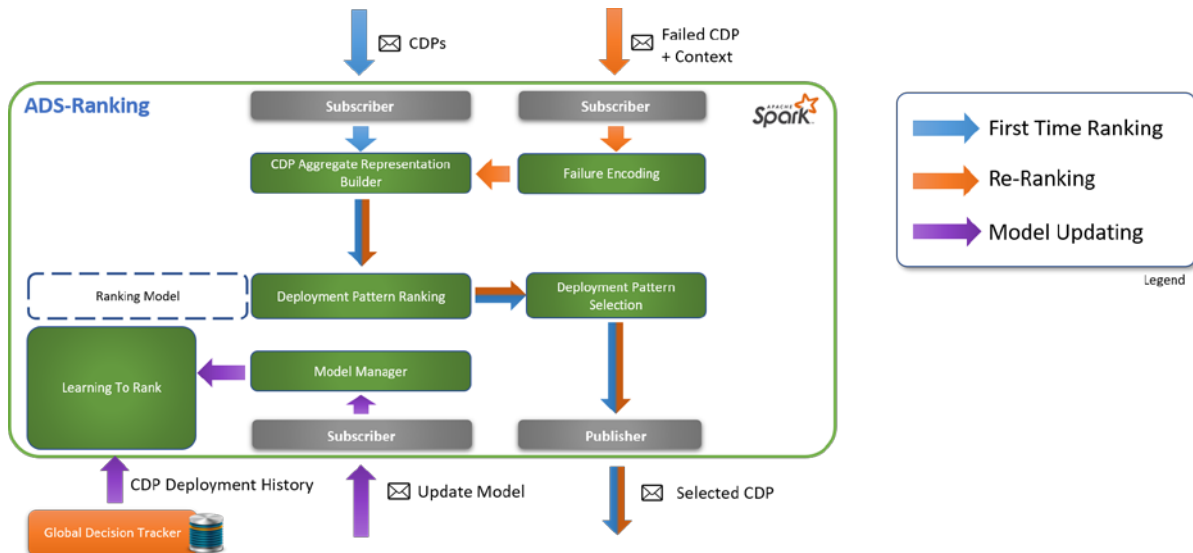 CDPs
Failed CDP
+ Context
ADS-Ranking
Subscriber
Subscriber
APACHE
Spark
TM
CDP Aggregate Representation
Builder
Failure Encoding
Ranking Model
Deployment Pattern Ranking
Deployment Pattern
Selection
Learning To Rank
Model Manager
Subscriber
Publisher
CDP Deployment History
Update Model
Selected CDP
Global Decision Tracker
First Time Ranking
Re-Ranking
Model Updating
Legend